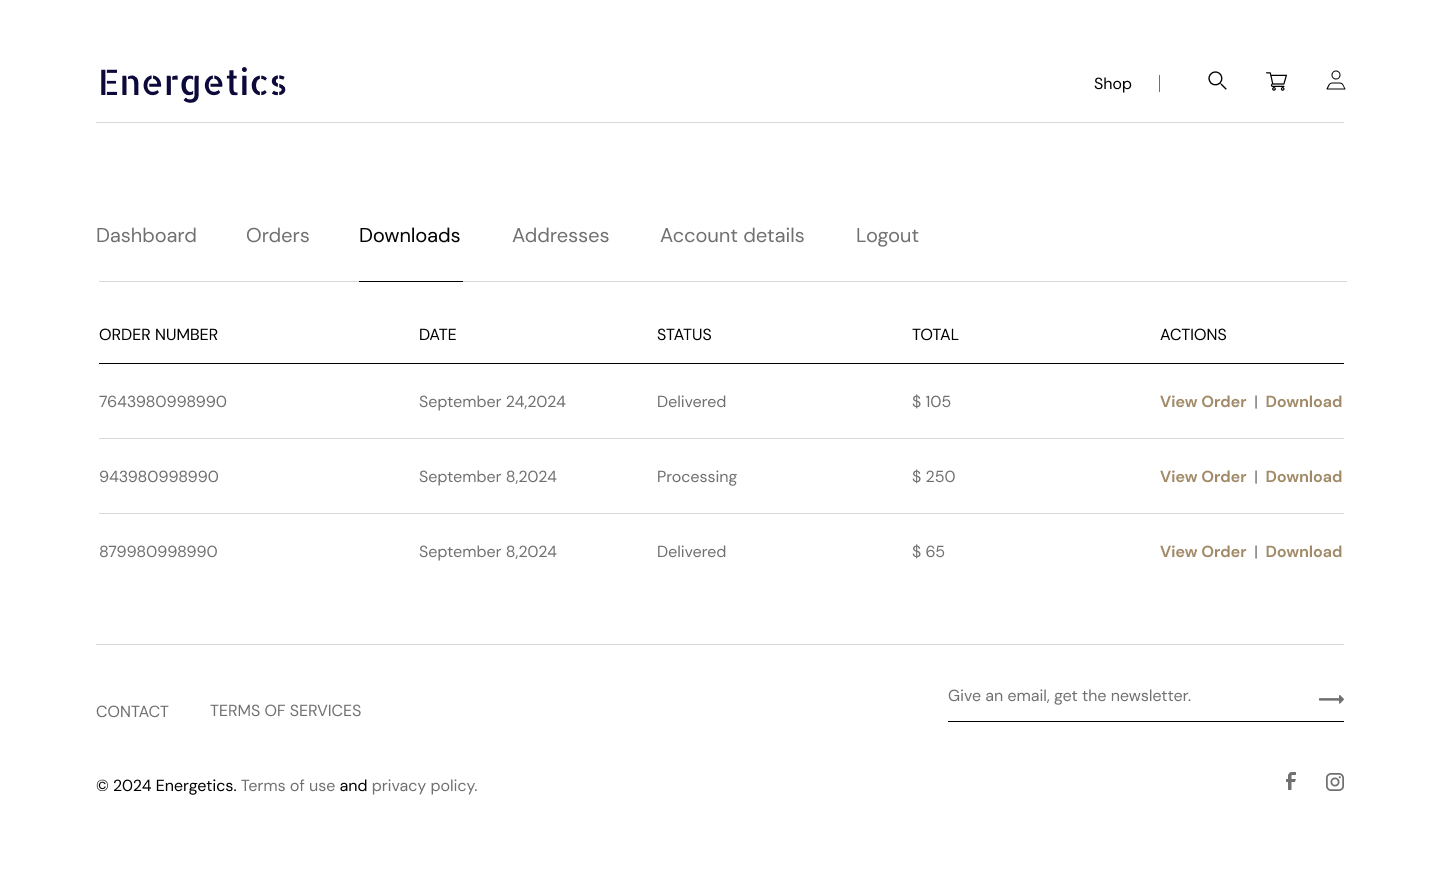 Energetics
Shop
Dashboard Orders Downloads Addresses Account details Logout
ORDER NUMBER DATE STATUS TOTAL ACTIONS
7643980998990 September 24,2024 Delivered $ 105 View Order | Download
943980998990 September 8,2024 Processing $ 250 View Order | Download
879980998990 September 8,2024 Delivered $ 65 View Order | Download
Give an email, get the newsletter.
CONTACT TERMS OF SERVICES
© 2024 Energetics. Terms of use and privacy policy.